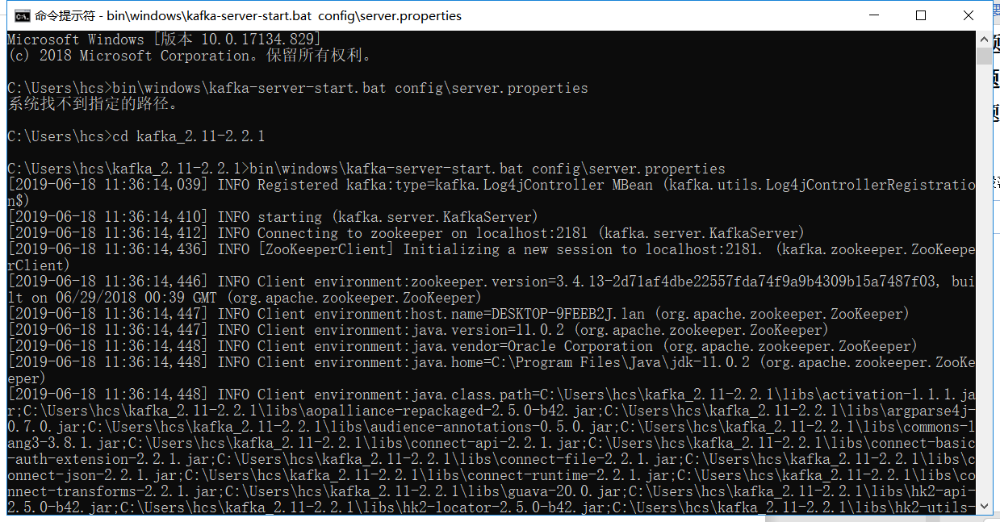 命令提示符 - bin\windows\kafka-server-start.bat  config\server.properties
Microsoft Windows [版本 10.0.17134.829]
(c) 2018 Microsoft Corporation。保留所有权利。
C:\Users\hcs>bin\windows\kafka-server-start.bat config\server.properties
系统找不到指定的路径。
C:\Users\hcs>cd kafka_2.11-2.2.1
C:\Users\hcs\kafka_2.11-2.2.1>bin\windows\kafka-server-start.bat config\server.properties
[2019-06-18 11:36:14,039] INFO Registered kafka:type=kafka.Log4jController MBean (kafka.utils.Log4jControllerRegistratio
n$)
[2019-06-18 11:36:14,410] INFO starting (kafka.server.KafkaServer)
[2019-06-18 11:36:14,412] INFO Connecting to zookeeper on localhost:2181 (kafka.server.KafkaServer)
[2019-06-18 11:36:14,436] INFO [ZooKeeperClient] Initializing a new session to localhost:2181. (kafka.zookeeper.ZooKeepe
rClient)
[2019-06-18 11:36:14,446] INFO Client environment:zookeeper.version=3.4.13-2d71af4dbe22557fda74f9a9b4309b15a7487f03, bui
lt on 06/29/2018 00:39 GMT (org.apache.zookeeper.ZooKeeper)
[2019-06-18 11:36:14,447] INFO Client environment:host.name=DESKTOP-9FEEB2J.lan (org.apache.zookeeper.ZooKeeper)
[2019-06-18 11:36:14,447] INFO Client environment:java.version=11.0.2 (org.apache.zookeeper.ZooKeeper)
[2019-06-18 11:36:14,448] INFO Client environment:java.vendor=Oracle Corporation (org.apache.zookeeper.ZooKeeper)
[2019-06-18 11:36:14,448] INFO Client environment:java.home=C:\Program Files\Java\jdk-11.0.2 (org.apache.zookeeper.ZooKe
eper)
[2019-06-18 11:36:14,448] INFO Client environment:java.class.path=C:\Users\hcs\kafka_2.11-2.2.1\libs\activation-1.1.1.ja
r;C:\Users\hcs\kafka_2.11-2.2.1\libs\aopalliance-repackaged-2.5.0-b42.jar;C:\Users\hcs\kafka_2.11-2.2.1\libs\argparse4j-
0.7.0.jar;C:\Users\hcs\kafka_2.11-2.2.1\libs\audience-annotations-0.5.0.jar;C:\Users\hcs\kafka_2.11-2.2.1\libs\commons-l
ang3-3.8.1.jar;C:\Users\hcs\kafka_2.11-2.2.1\libs\connect-api-2.2.1.jar;C:\Users\hcs\kafka_2.11-2.2.1\libs\connect-basic
-auth-extension-2.2.1.jar;C:\Users\hcs\kafka_2.11-2.2.1\libs\connect-file-2.2.1.jar;C:\Users\hcs\kafka_2.11-2.2.1\libs\c
onnect-json-2.2.1.jar;C:\Users\hcs\kafka_2.11-2.2.1\libs\connect-runtime-2.2.1.jar;C:\Users\hcs\kafka_2.11-2.2.1\libs\co
nnect-transforms-2.2.1.jar;C:\Users\hcs\kafka_2.11-2.2.1\libs\guava-20.0.jar;C:\Users\hcs\kafka_2.11-2.2.1\libs\hk2-api-
2.5.0-b42.jar;C:\Users\hcs\kafka_2.11-2.2.1\libs\hk2-locator-2.5.0-b42.jar;C:\Users\hcs\kafka_2.11-2.2.1\libs\hk2-utils-